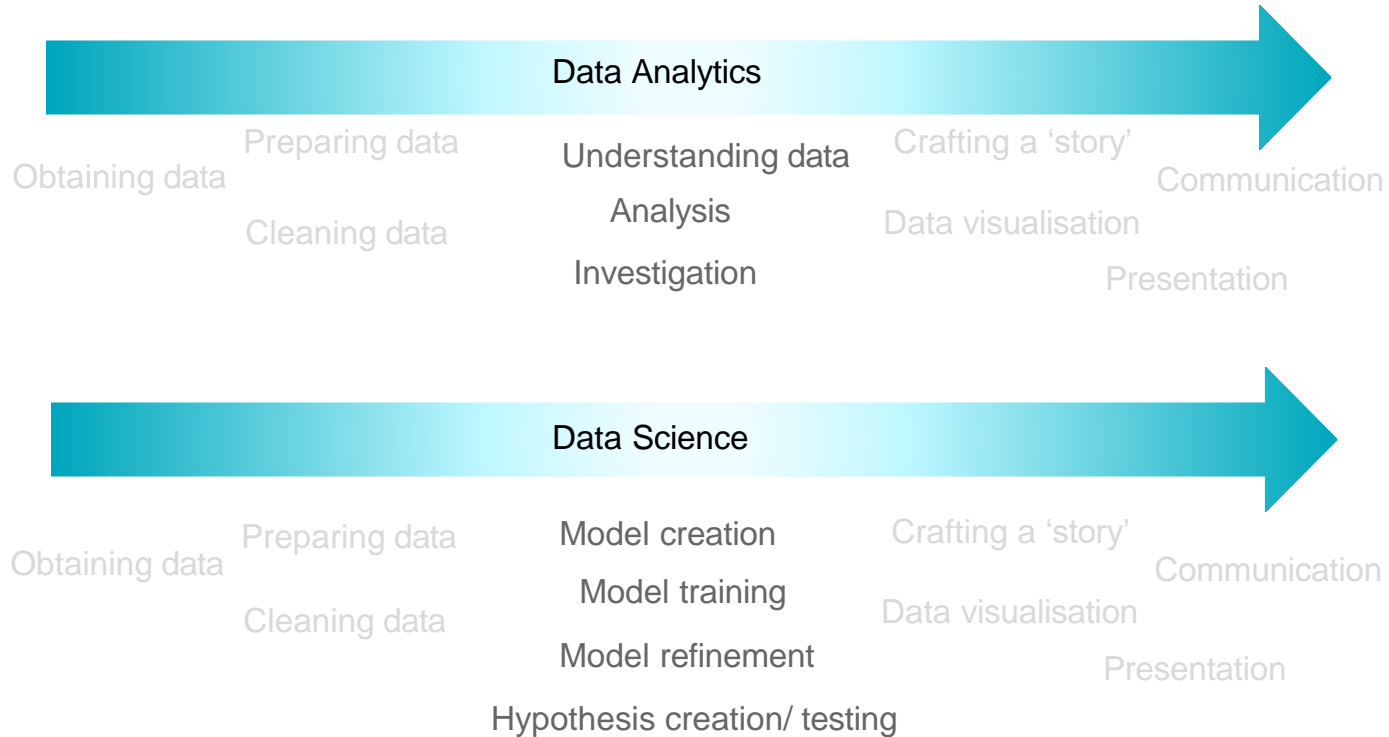 Data Analytics
Obtaining data
Preparing data
Cleaning data
Understanding data
Analysis
Investigation
Crafting a ‘story’
Data visualisation
Communication
Presentation
Data Science
Obtaining data
Preparing data
Cleaning data
Model creation
Model training
Model refinement
Hypothesis creation/ testing
Crafting a ‘story’
Data visualisation
Communication
Presentation